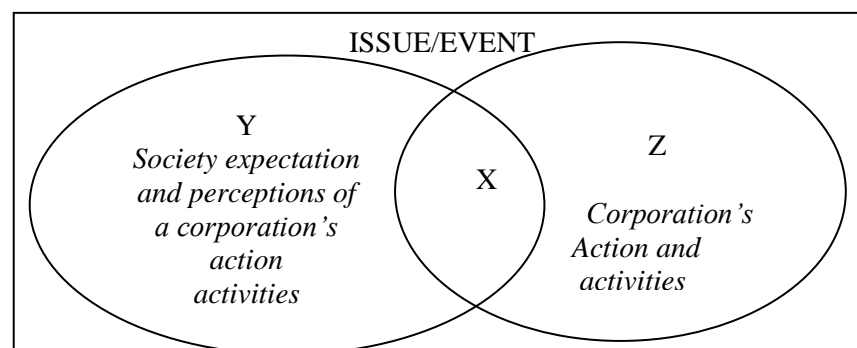 ISSUE/EVENT
Y
Society expectation
and perceptions of
a corporation's
action
activities
X
Z
Corporation's
Action and
activities